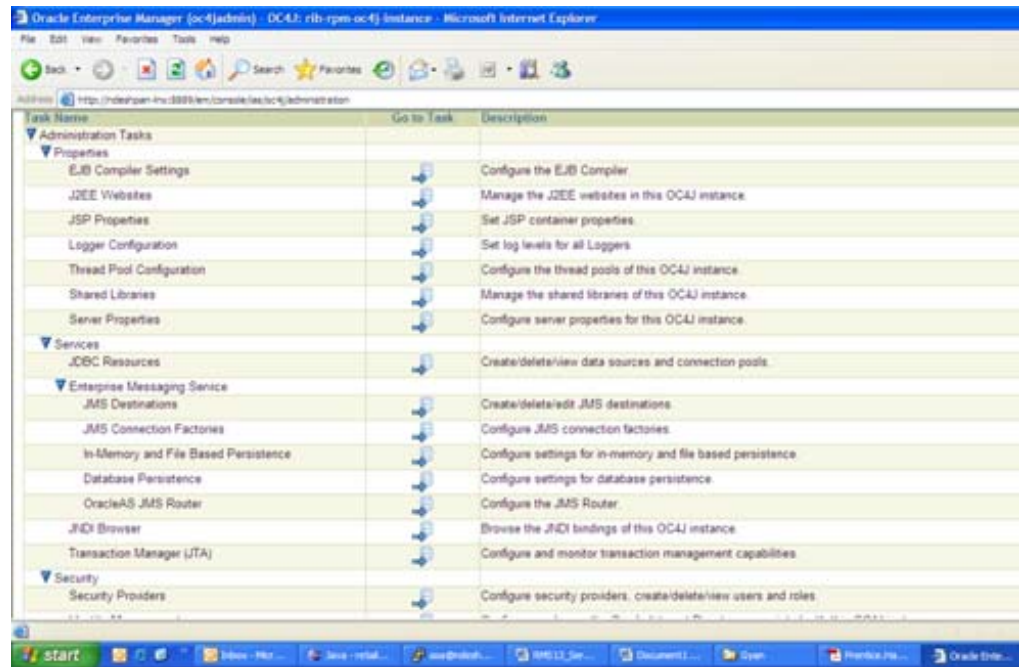 Oracle Enterprise Manager (oc4jadmin) - OC4J: rib-rpm-oc4j-instance - Microsoft Internet Explorer
File Edit View Favorites Tools Help
Back Search Favorites
Address
Task Name Go to Task Description
Administration Tasks
Properties
EJB Compiler Settings Configure the EJB Compiler.
J2EE Websites Manage the J2EE websites in this OC4J instance.
JSP Properties Set JSP container properties.
Logger Configuration Set log levels for all Loggers.
Thread Pool Configuration Configure the thread pools of this OC4J instance.
Shared Libraries Manage the shared libraries of this OC4J instance.
Server Properties Configure server properties for this OC4J instance.
Services
JDBC Resources Create/delete/view data sources and connection pools.
Enterprise Messaging Service
JMS Destinations Create/delete/edit JMS destinations.
JMS Connection Factories Configure JMS connection factories.
In-Memory and File Based Persistence Configure settings for in-memory and file based persistence.
Database Persistence Configure settings for database persistence.
OracleAS JMS Router Configure the JMS Router.
JNDI Browser Browse the JNDI bindings of this OC4J instance.
Transaction Manager (JTA) Configure and monitor transaction management capabilities.
Security
Security Providers Configure security providers, create/delete/view users and roles.
start Java - retail... Document1 ... Gyan Oracle Ente...